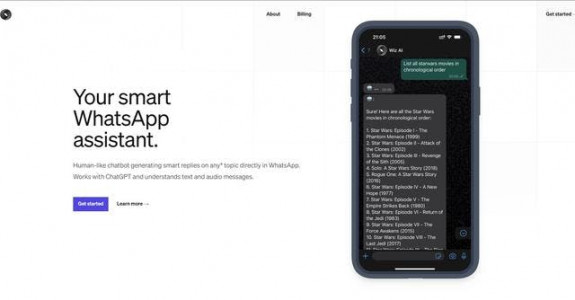 About Billing Get started
Your smart
WhatsApp
assistant.
Human-like chatbot generating smart replies on any* topic directly in WhatsApp.
Works with ChatGPT and understands text and audio messages.
Get started Learn more →
21:05
Wiz AI
List all starwars movies in
chronological order
Sure! Here are all the Star Wars
movies in chronological order:
1. Star Wars: Episode I - The
Phantom Menace (1999)
2. Star Wars: Episode II - Attack of
the Clones (2002)
3. Star Wars: Episode III - Revenge
of the Sith (2005)
4. Solo: A Star Wars Story (2018)
5. Rogue One: A Star Wars Story
(2016)
6. Star Wars: Episode IV - A New
Hope (1977)
7. Star Wars: Episode V - The
Empire Strikes Back (1980)
8. Star Wars: Episode VI - Return of
the Jedi (1983)
9. Star Wars: Episode VII - The
Force Awakens (2015)
10. Star Wars: Episode VIII - The
Last Jedi (2017)